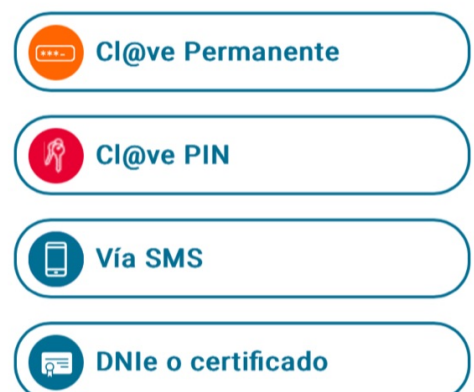 Cl@ve Permanente
Cl@ve PIN
Vía SMS
DNIe o certificado